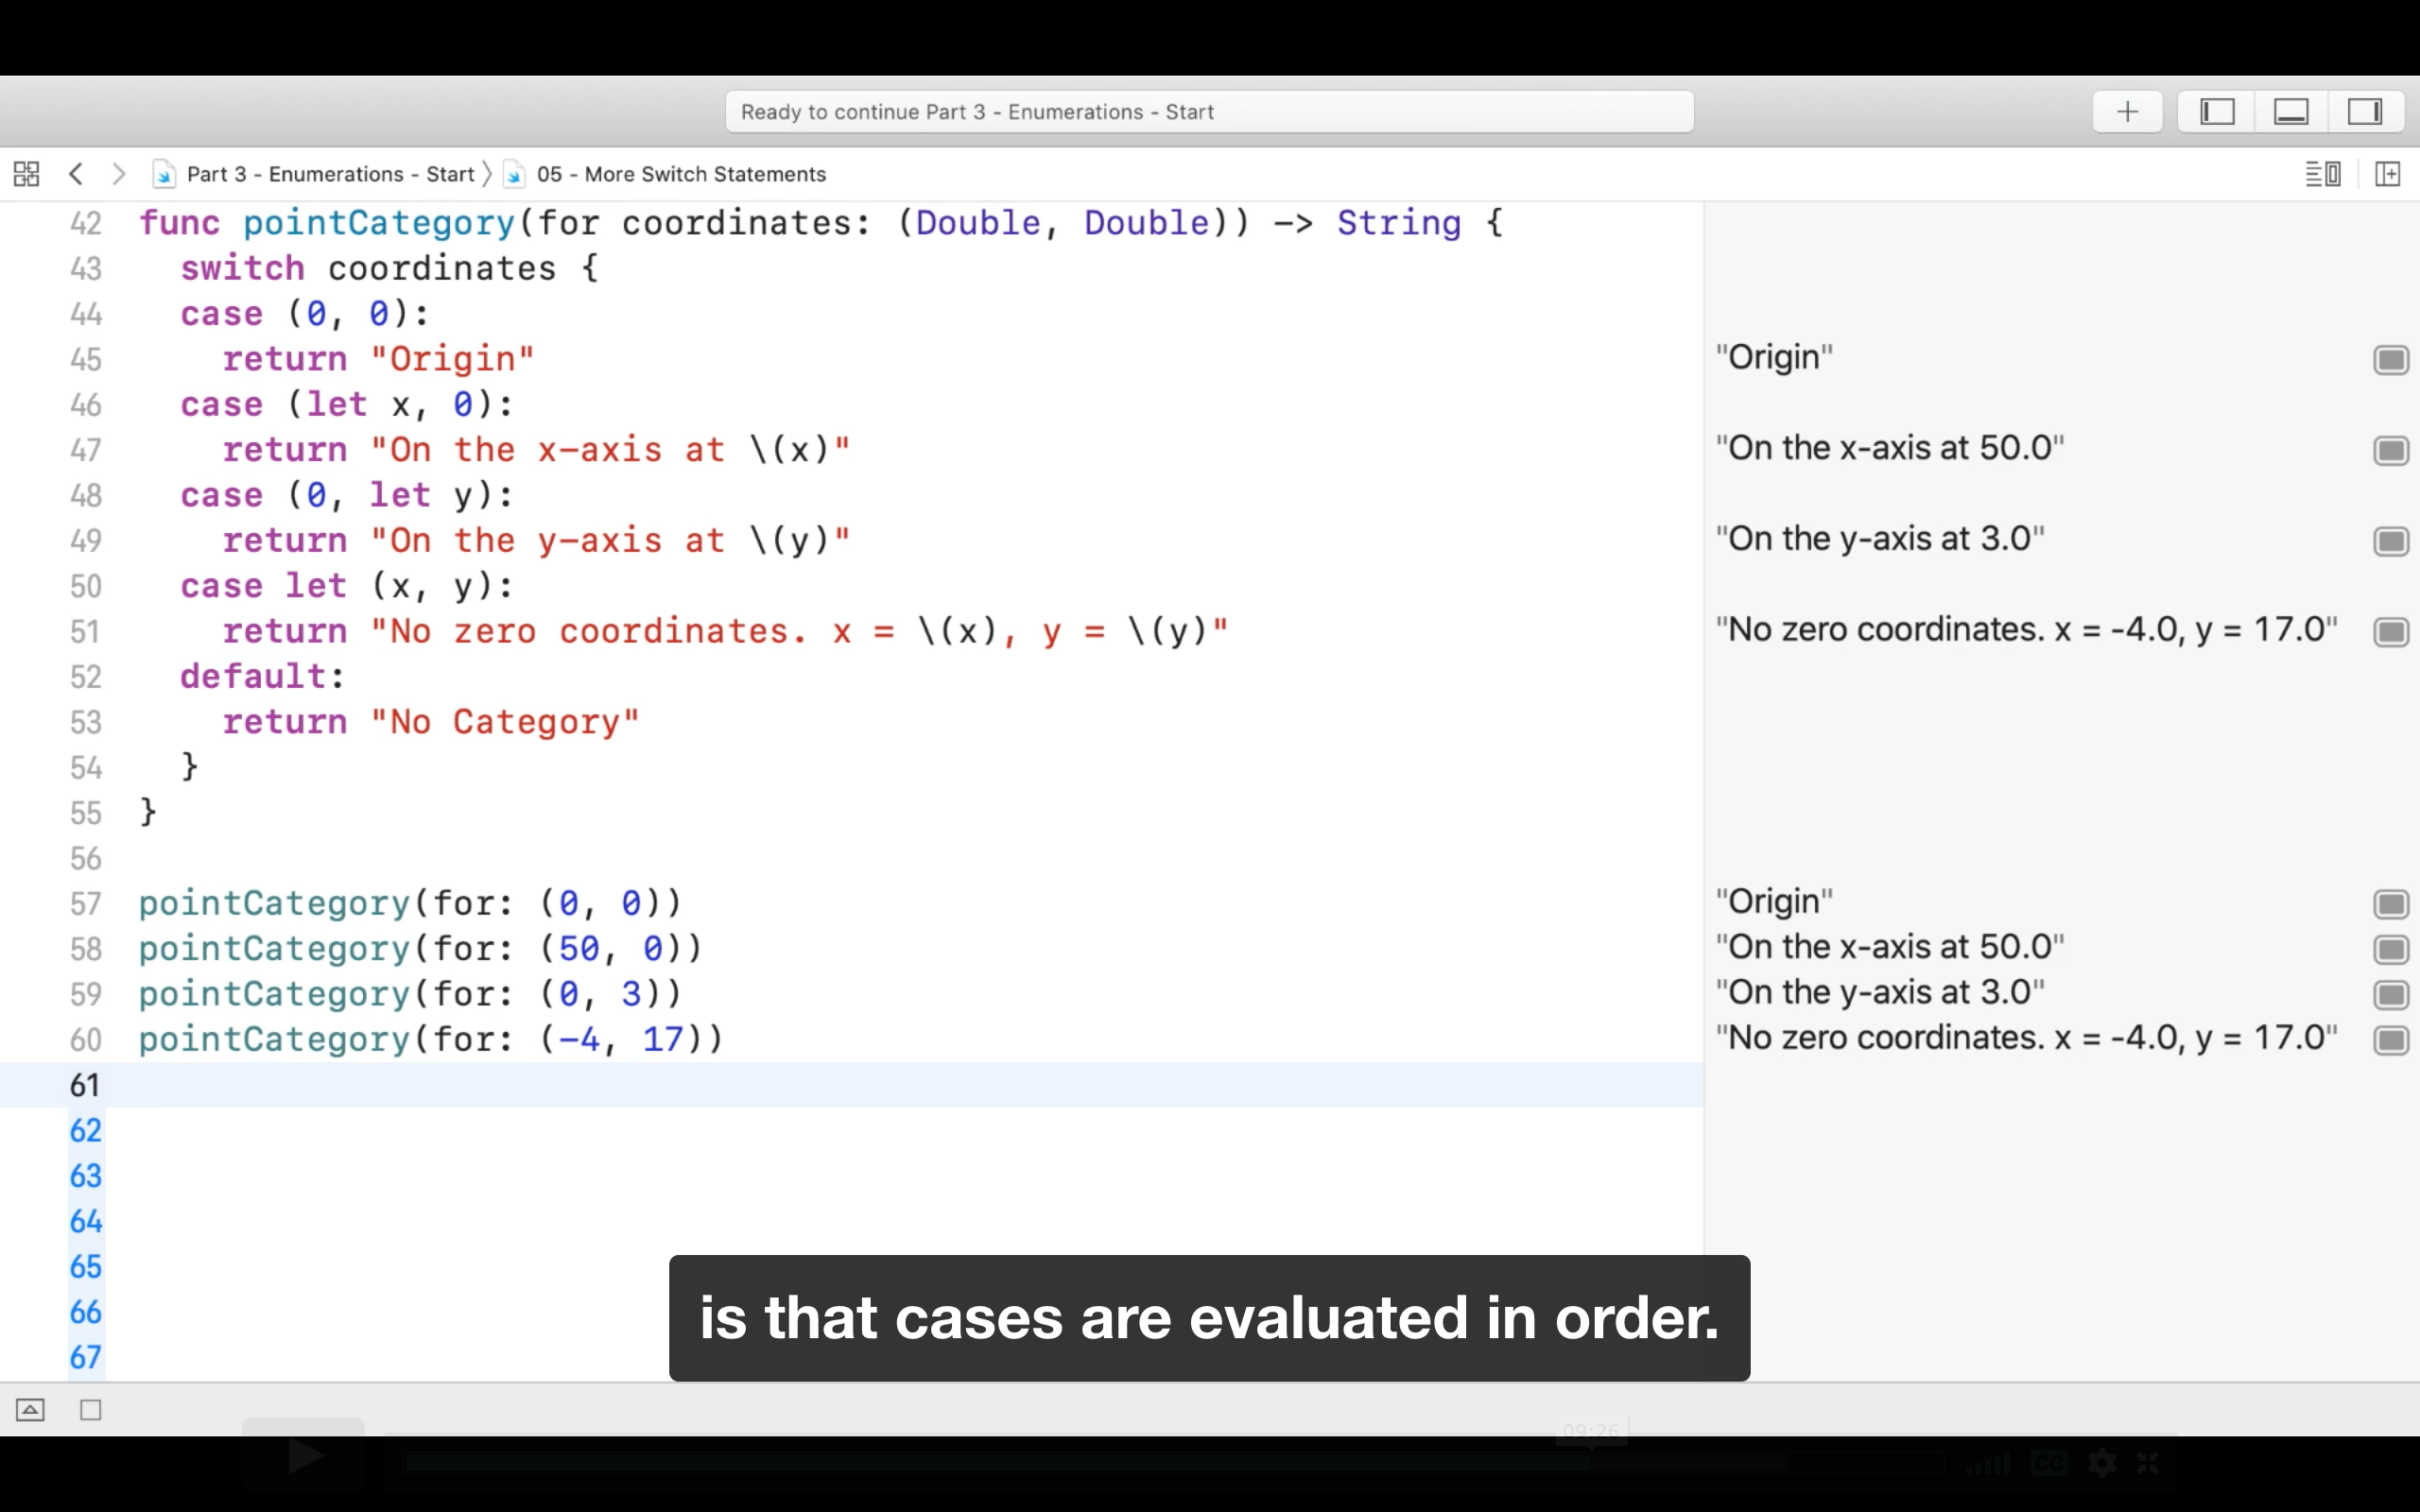 Ready to continue Part 3 - Enumerations - Start
Part 3 - Enumerations - Start 05 - More Switch Statements
42 func pointCategory(for coordinates: (Double, Double)) -> String {
43 switch coordinates {
44 case (0, 0):
45 return "Origin" "Origin"
46 case (let x, 0):
47 return "On the x-axis at \(x)" "On the x-axis at 50.0"
48 case (0, let y):
49 return "On the y-axis at \(y)" "On the y-axis at 3.0"
50 case let (x, y):
51 return "No zero coordinates. x = \(x), y = \(y)" "No zero coordinates. x = -4.0, y = 17.0"
52 default:
53 return "No Category"
54 }
55 }
56
57 pointCategory(for: (0, 0)) "Origin"
58 pointCategory(for: (50, 0)) "On the x-axis at 50.0"
59 pointCategory(for: (0, 3)) "On the y-axis at 3.0"
60 pointCategory(for: (-4, 17)) "No zero coordinates. x = -4.0, y = 17.0"
61
62
63
64
65
66
67
is that cases are evaluated in order.
09:26
CC